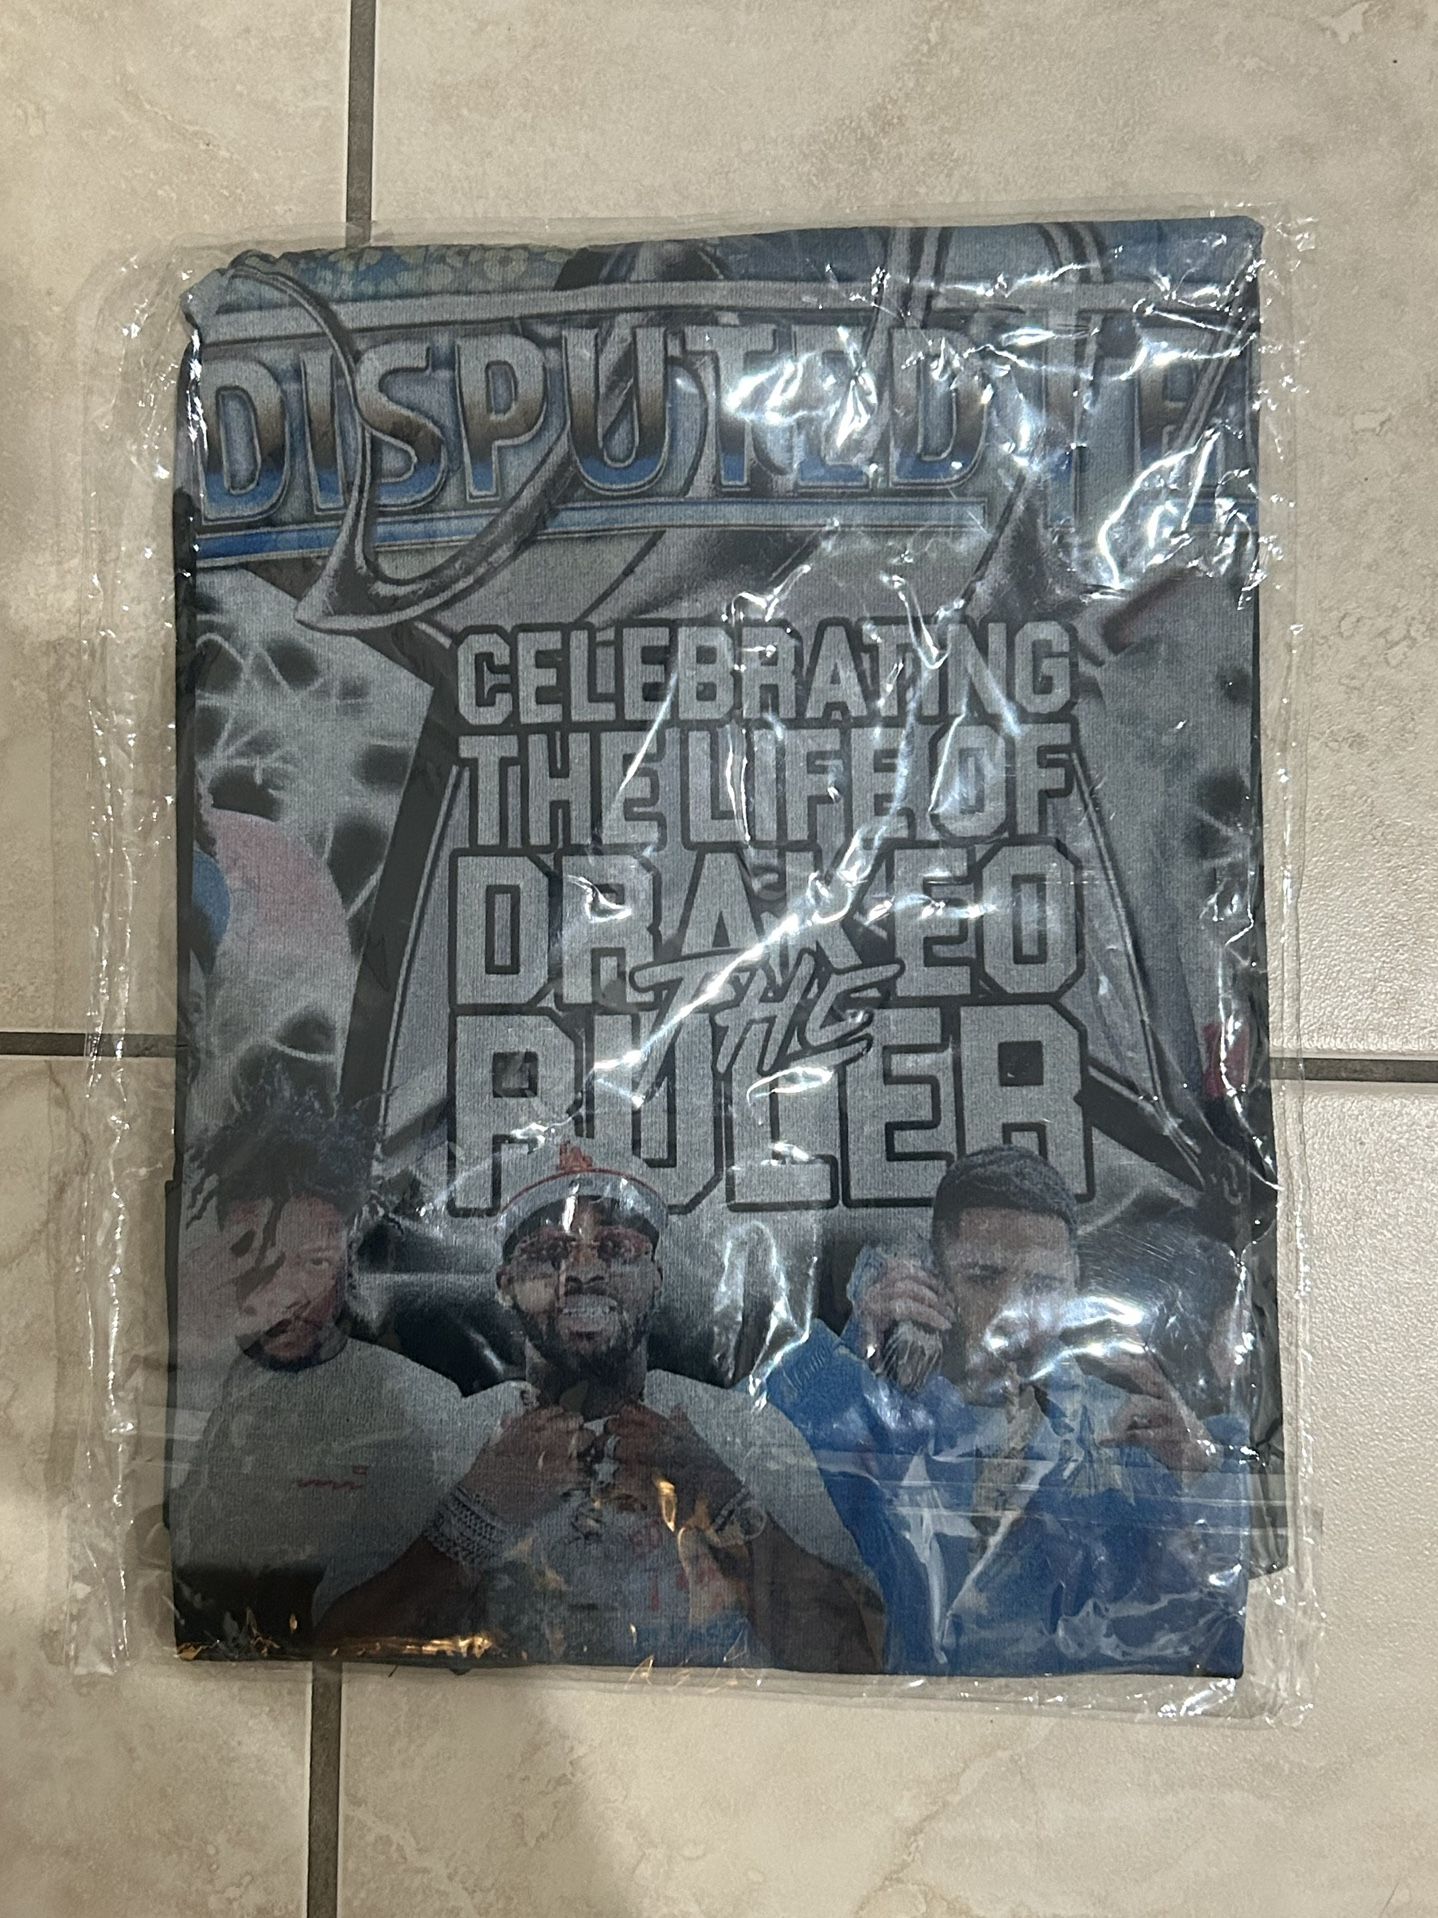 DISPUTED
CELEBRATING
THE LIFE OF
DRAKEO
THE
RULER